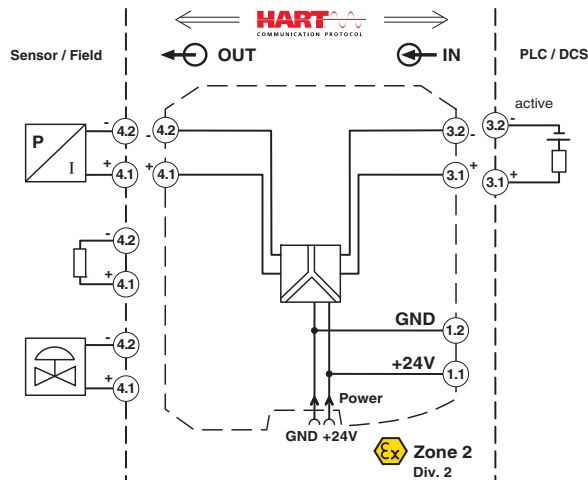 HART
COMMUNICATION PROTOCOL
Sensor / Field
OUT
IN
PLC / DCS
active
P
I
-
4.2
+
4.1
-
4.2
+
4.1
3.2
-
3.1
+
3.2
-
3.1
+
-
4.2
+
4.1
-
4.2
+
4.1
GND
1.2
+24V
1.1
Power
GND +24V
Ex
Zone 2
Div. 2